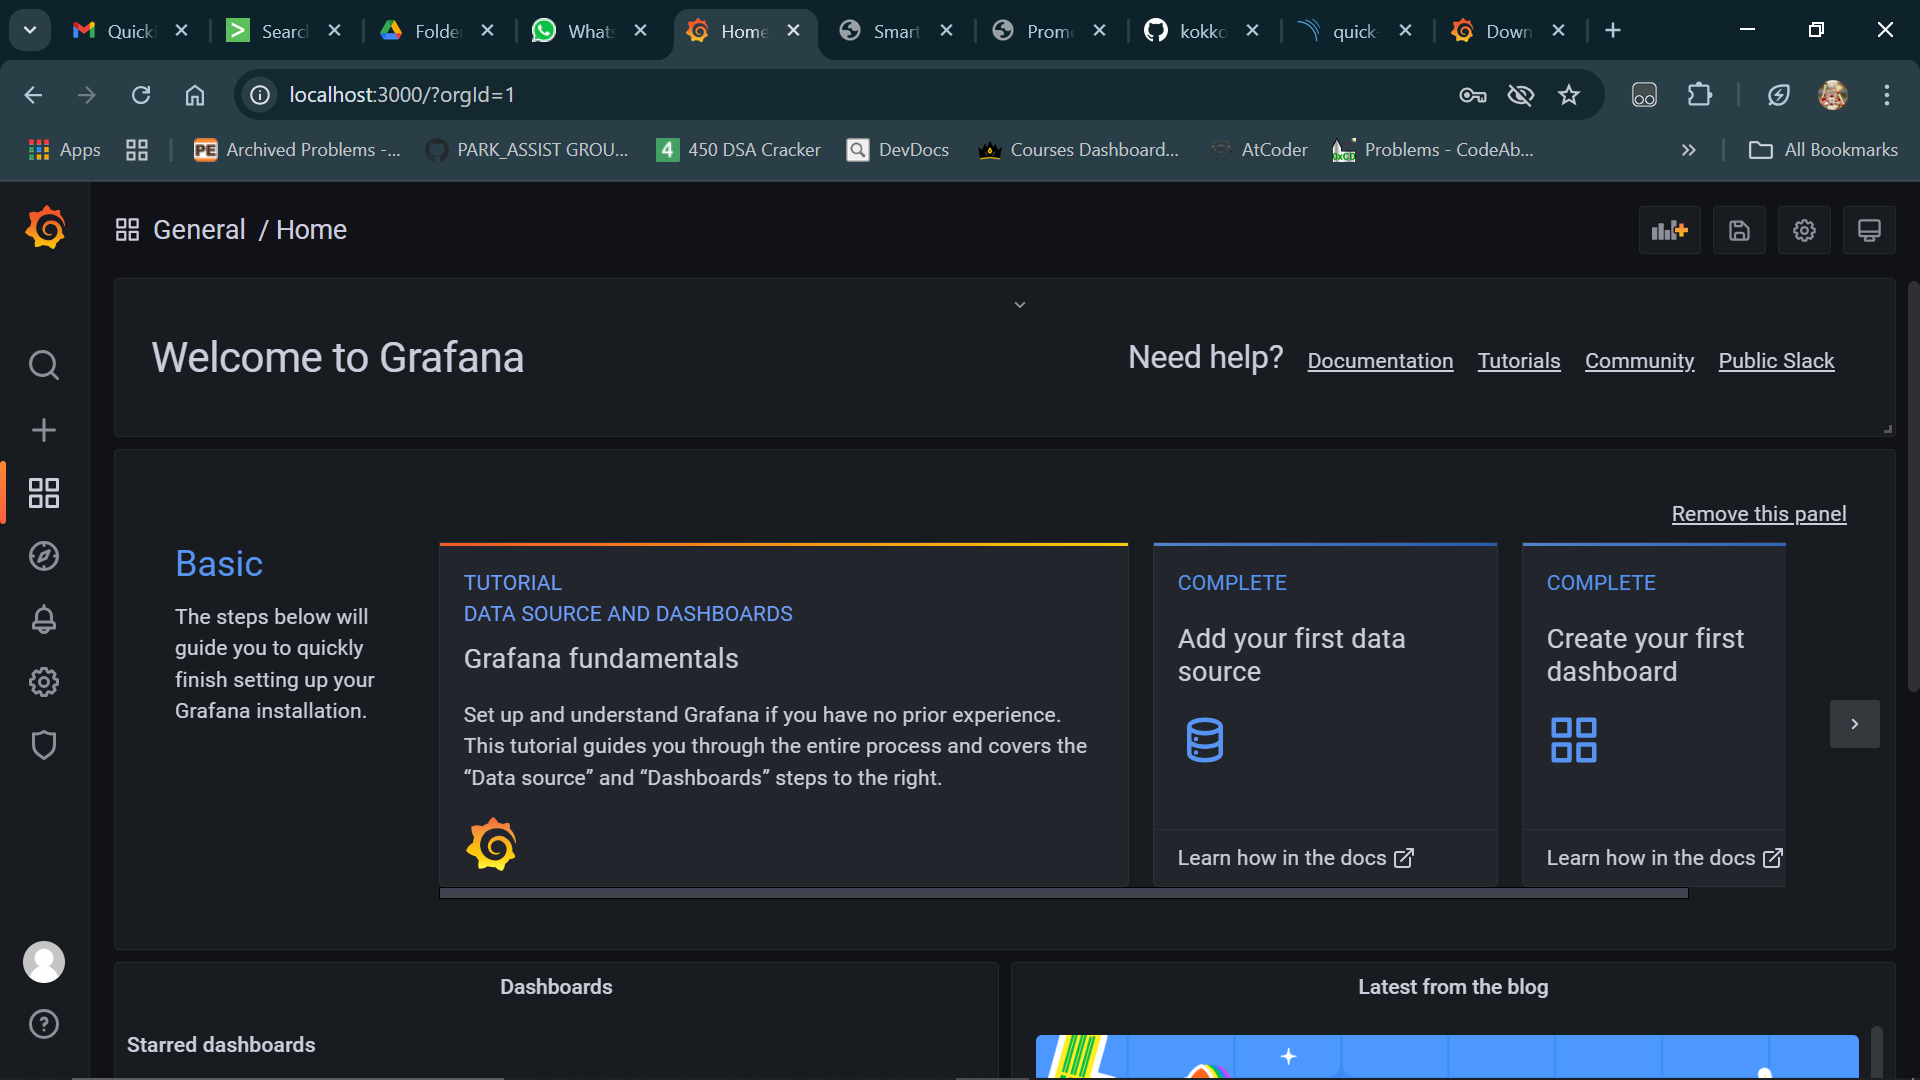 Quick
Search
Folde
Whats
Home
Smart
Prome
kokko
quick-
Down
localhost:3000/?orgId=1
Apps
PE
Archived Problems -...
PARK_ASSIST GROU...
4
450 DSA Cracker
DevDocs
Courses Dashboard...
AtCoder
Problems - CodeAb...
All Bookmarks
General / Home
Welcome to Grafana
Need help?
Documentation
Tutorials
Community
Public Slack
Remove this panel
Basic
The steps below will
guide you to quickly
finish setting up your
Grafana installation.
TUTORIAL
DATA SOURCE AND DASHBOARDS
Grafana fundamentals
Set up and understand Grafana if you have no prior experience.
This tutorial guides you through the entire process and covers the
“Data source” and “Dashboards” steps to the right.
COMPLETE
Add your first data
source
Learn how in the docs
COMPLETE
Create your first
dashboard
Learn how in the docs
Dashboards
Starred dashboards
Latest from the blog